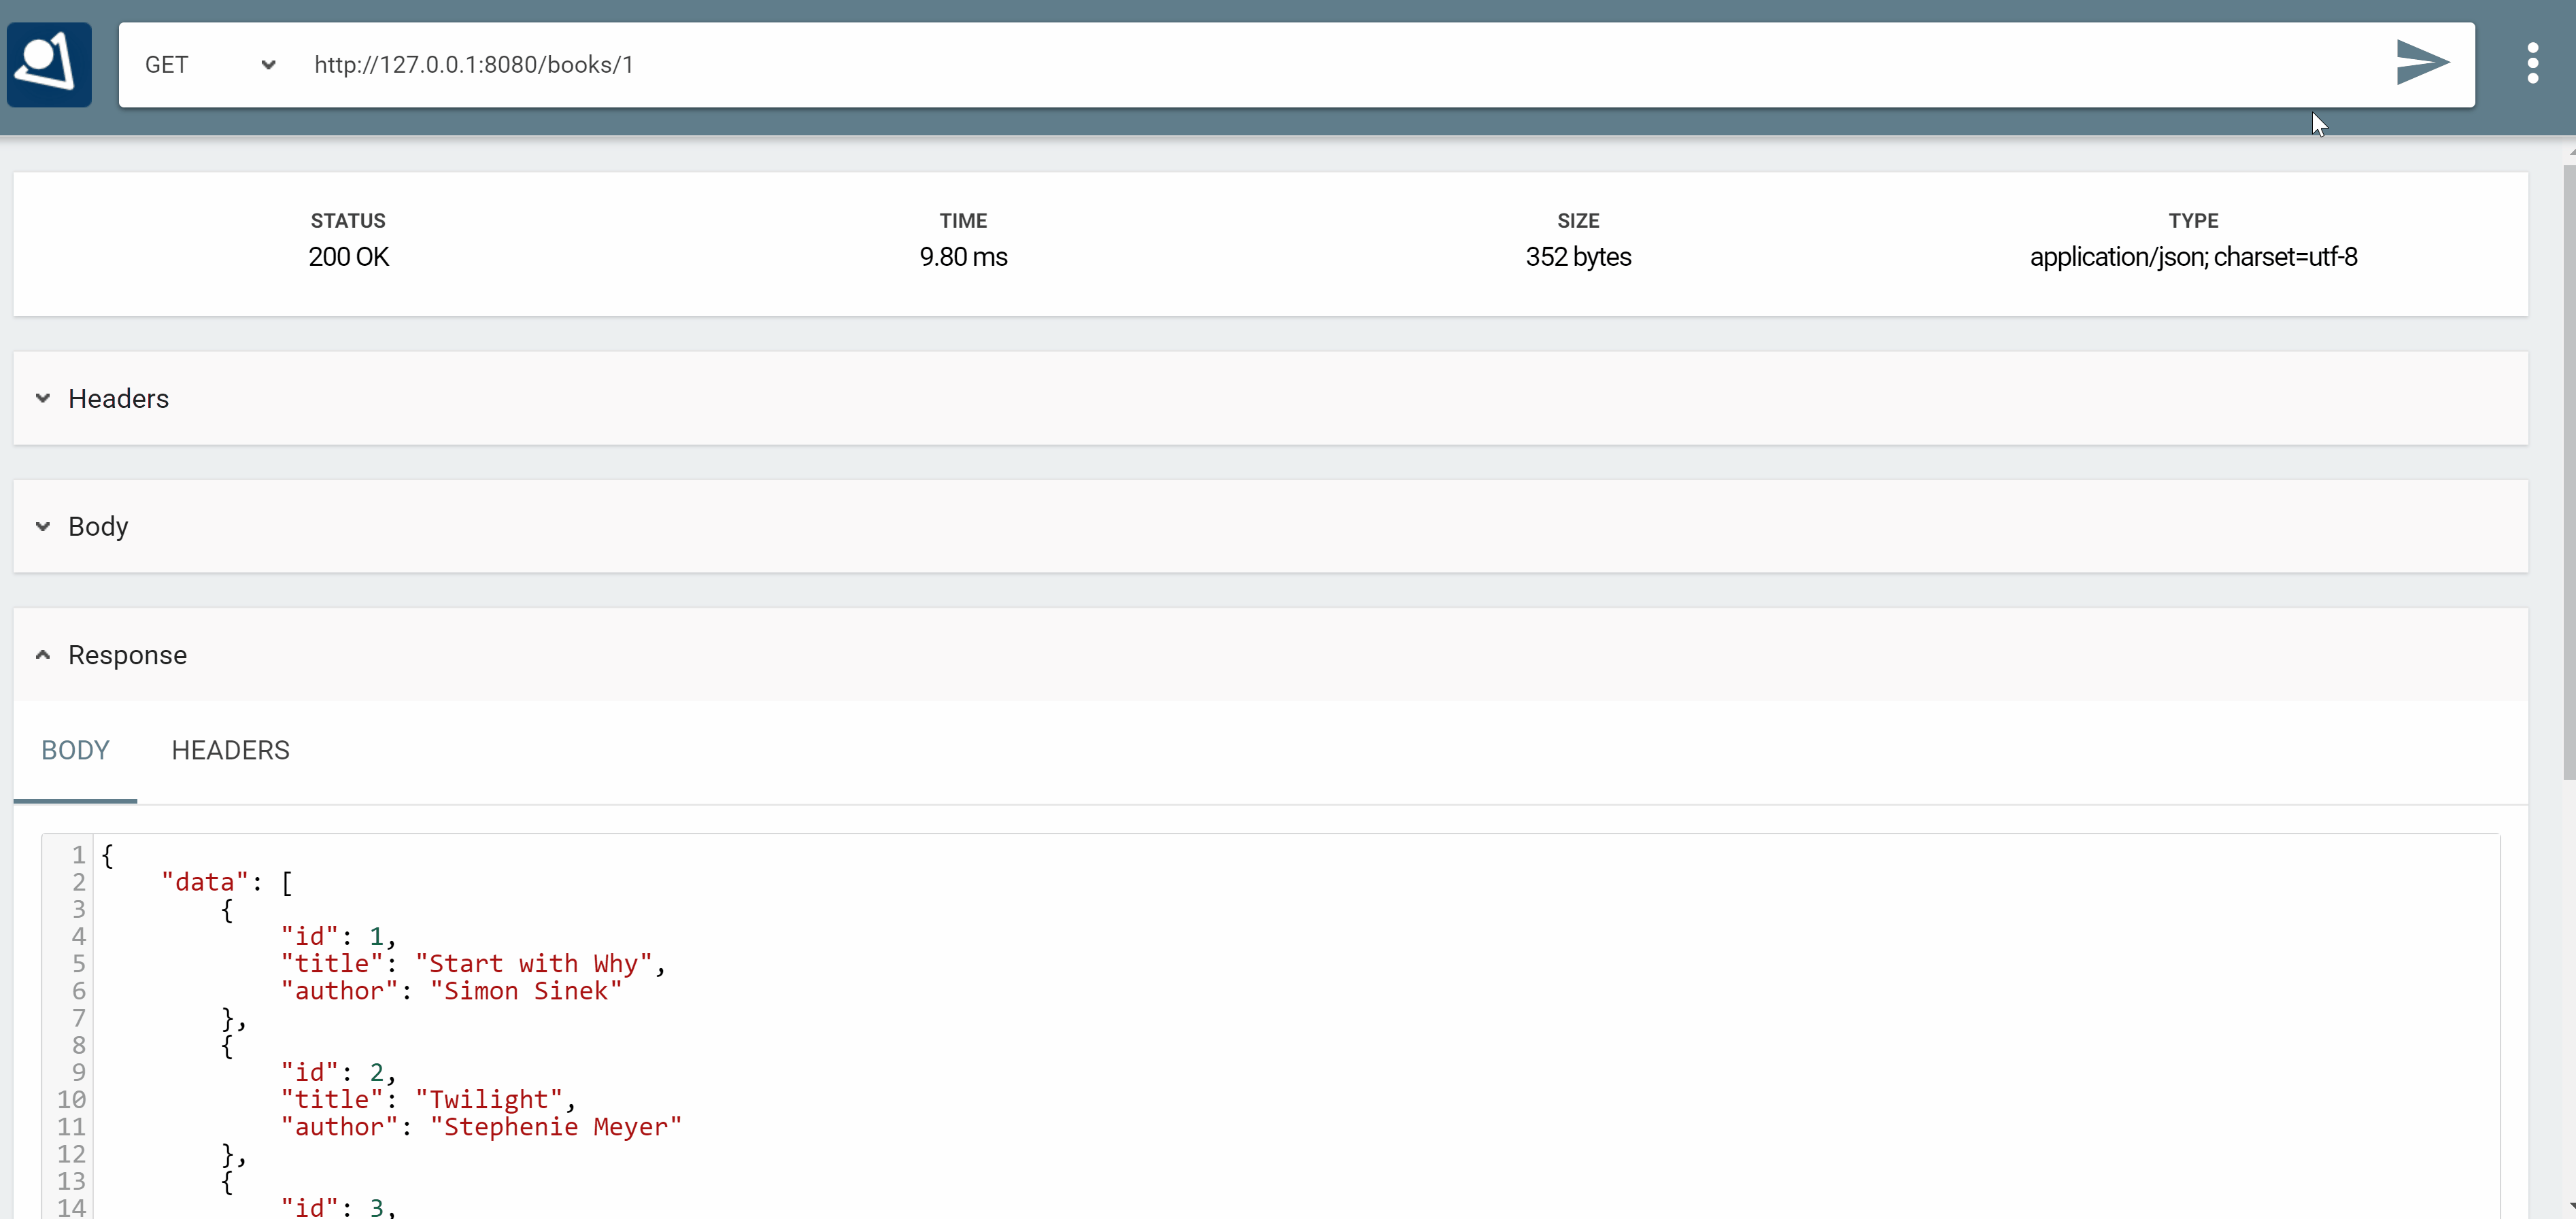 GET http://127.0.0.1:8080/books/1
STATUS TIME SIZE TYPE
200 OK 9.80 ms 352 bytes application/json; charset=utf-8
Headers
Body
Response
BODY HEADERS
1 {
2 "data": [
3 {
4 "id": 1,
5 "title": "Start with Why",
6 "author": "Simon Sinek"
7 },
8 {
9 "id": 2,
10 "title": "Twilight",
11 "author": "Stephenie Meyer"
12 },
13 {
14 "id": 3,